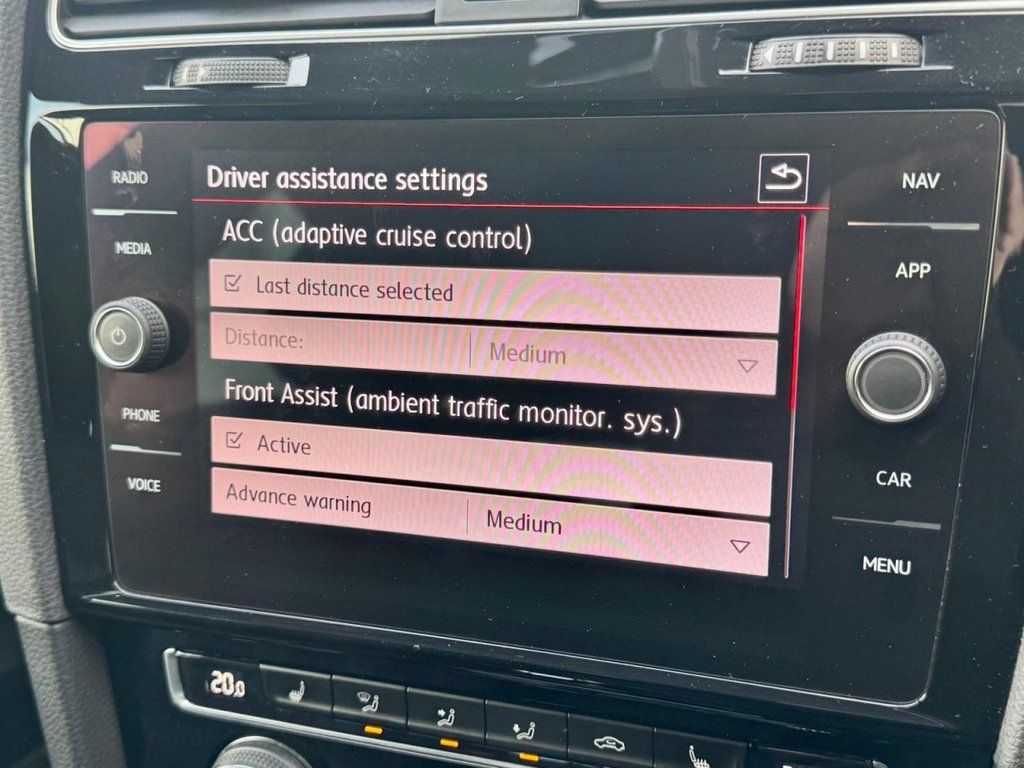 RADIO
MEDIA
PHONE
VOICE
Driver assistance settings
ACC (adaptive cruise control)
Last distance selected
Distance: Medium
Front Assist (ambient traffic monitor. sys.)
Active
Advance warning Medium
NAV
APP
CAR
MENU
20.0